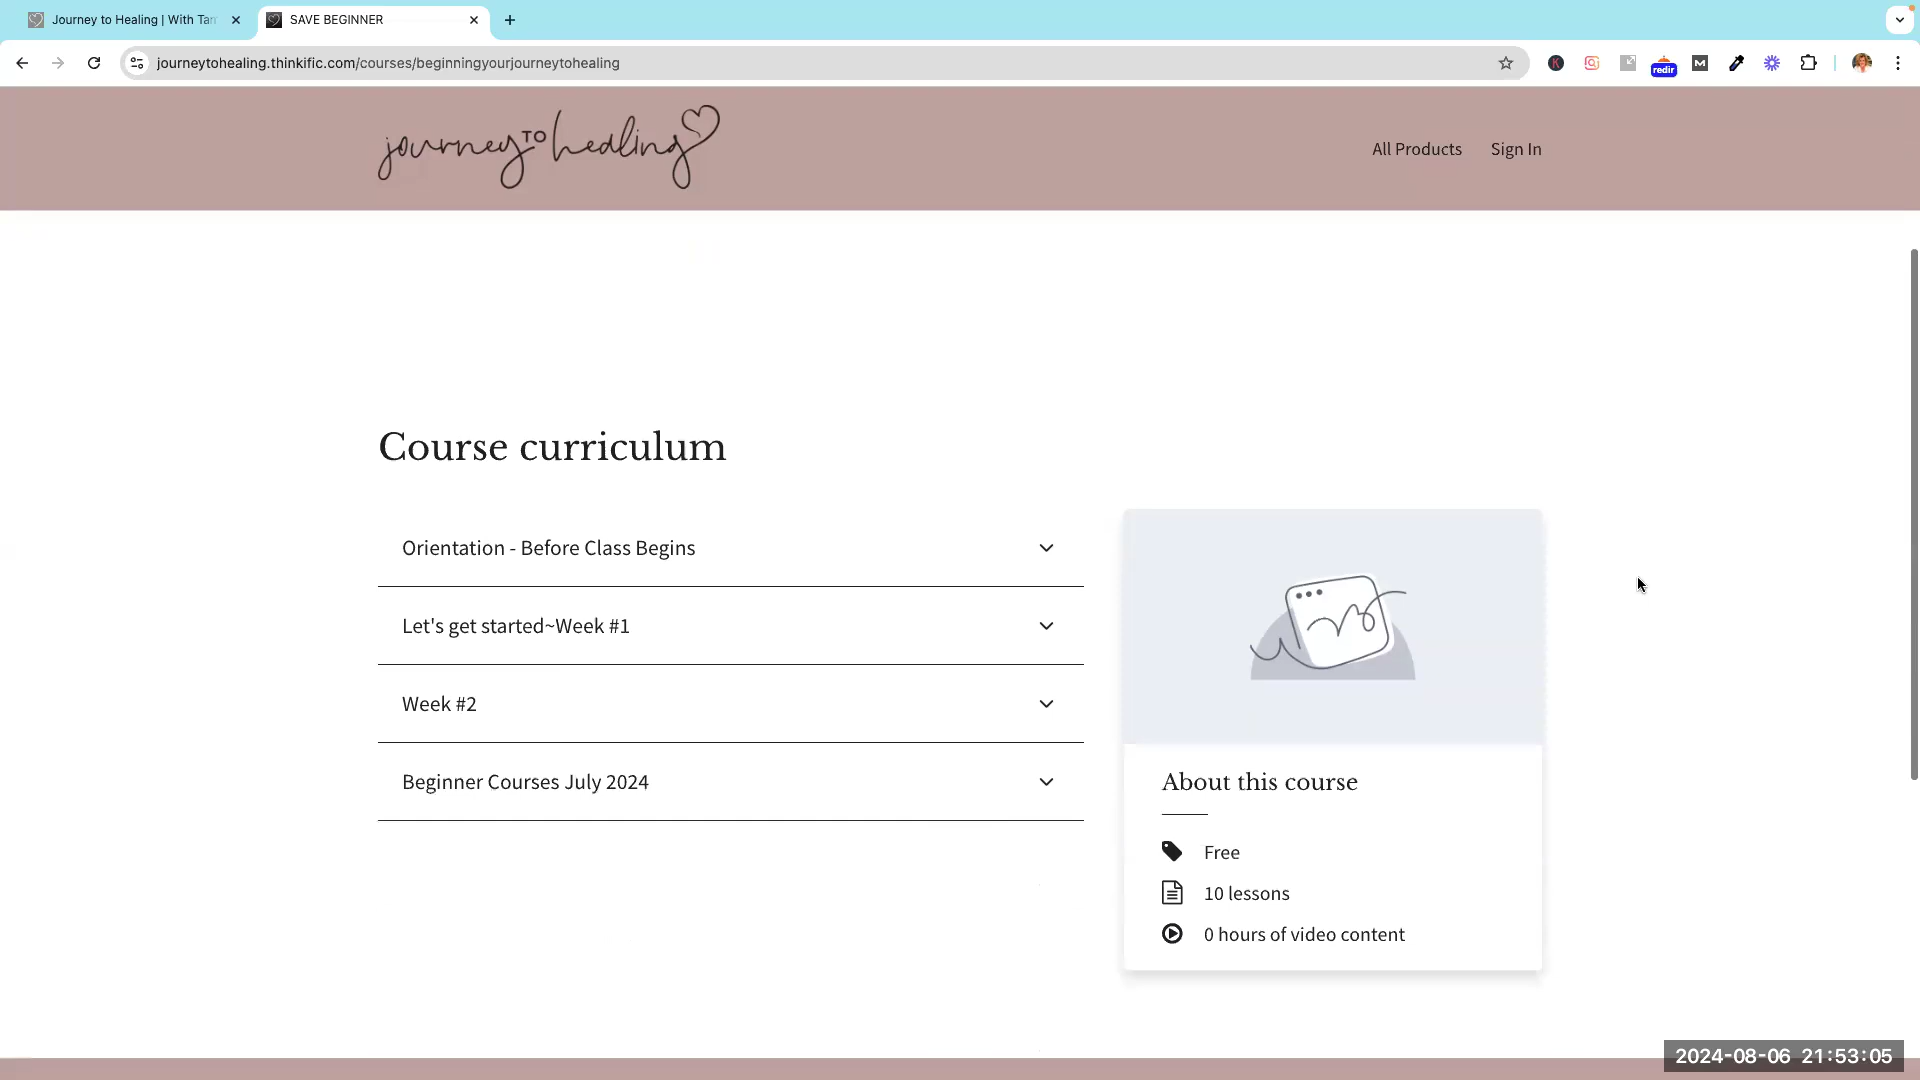 Journey to Healing | With Tan
SAVE BEGINNER
journeytohealing.thinkific.com/courses/beginningyourjourneytohealing
redir
journey TO healing
All Products
Sign In
Course curriculum
Orientation - Before Class Begins
Let's get started~Week #1
Week #2
Beginner Courses July 2024
About this course
Free
10 lessons
0 hours of video content
2024-08-06 21:53:05